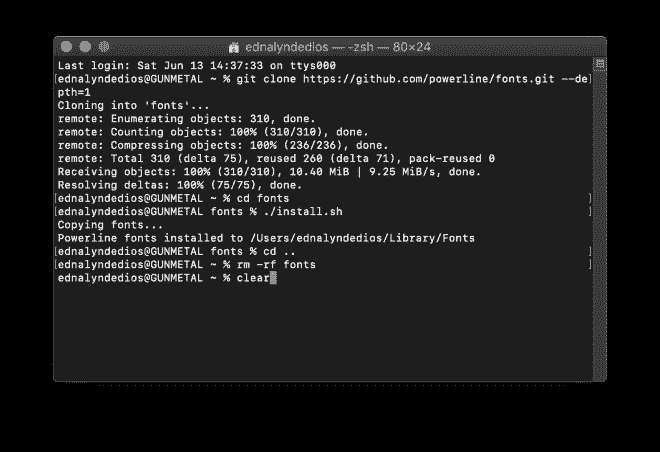 ednalyndedios — -zsh — 80×24
Last login: Sat Jun 13 14:37:33 on ttys000
[ednalyndedios@GUNMETAL ~ % git clone https://github.com/powerline/fonts.git --de]
pth=1
Cloning into 'fonts'...
remote: Enumerating objects: 310, done.
remote: Counting objects: 100% (310/310), done.
remote: Compressing objects: 100% (236/236), done.
remote: Total 310 (delta 75), reused 260 (delta 71), pack-reused 0
Receiving objects: 100% (310/310), 10.40 MiB | 9.25 MiB/s, done.
Resolving deltas: 100% (75/75), done.
[ednalyndedios@GUNMETAL ~ % cd fonts ]
[ednalyndedios@GUNMETAL fonts % ./install.sh ]
Copying fonts...
Powerline fonts installed to /Users/ednalyndedios/Library/Fonts
[ednalyndedios@GUNMETAL fonts % cd .. ]
[ednalyndedios@GUNMETAL ~ % rm -rf fonts ]
ednalyndedios@GUNMETAL ~ % clear